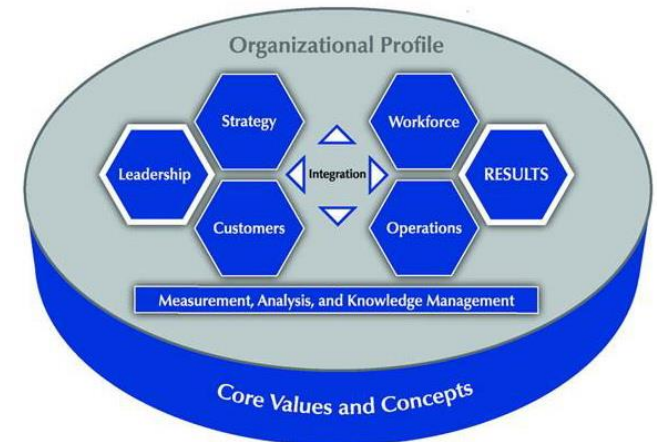 Organizational Profile
Strategy
Workforce
Leadership
Integration
RESULTS
Customers
Operations
Measurement, Analysis, and Knowledge Management
Core Values and Concepts